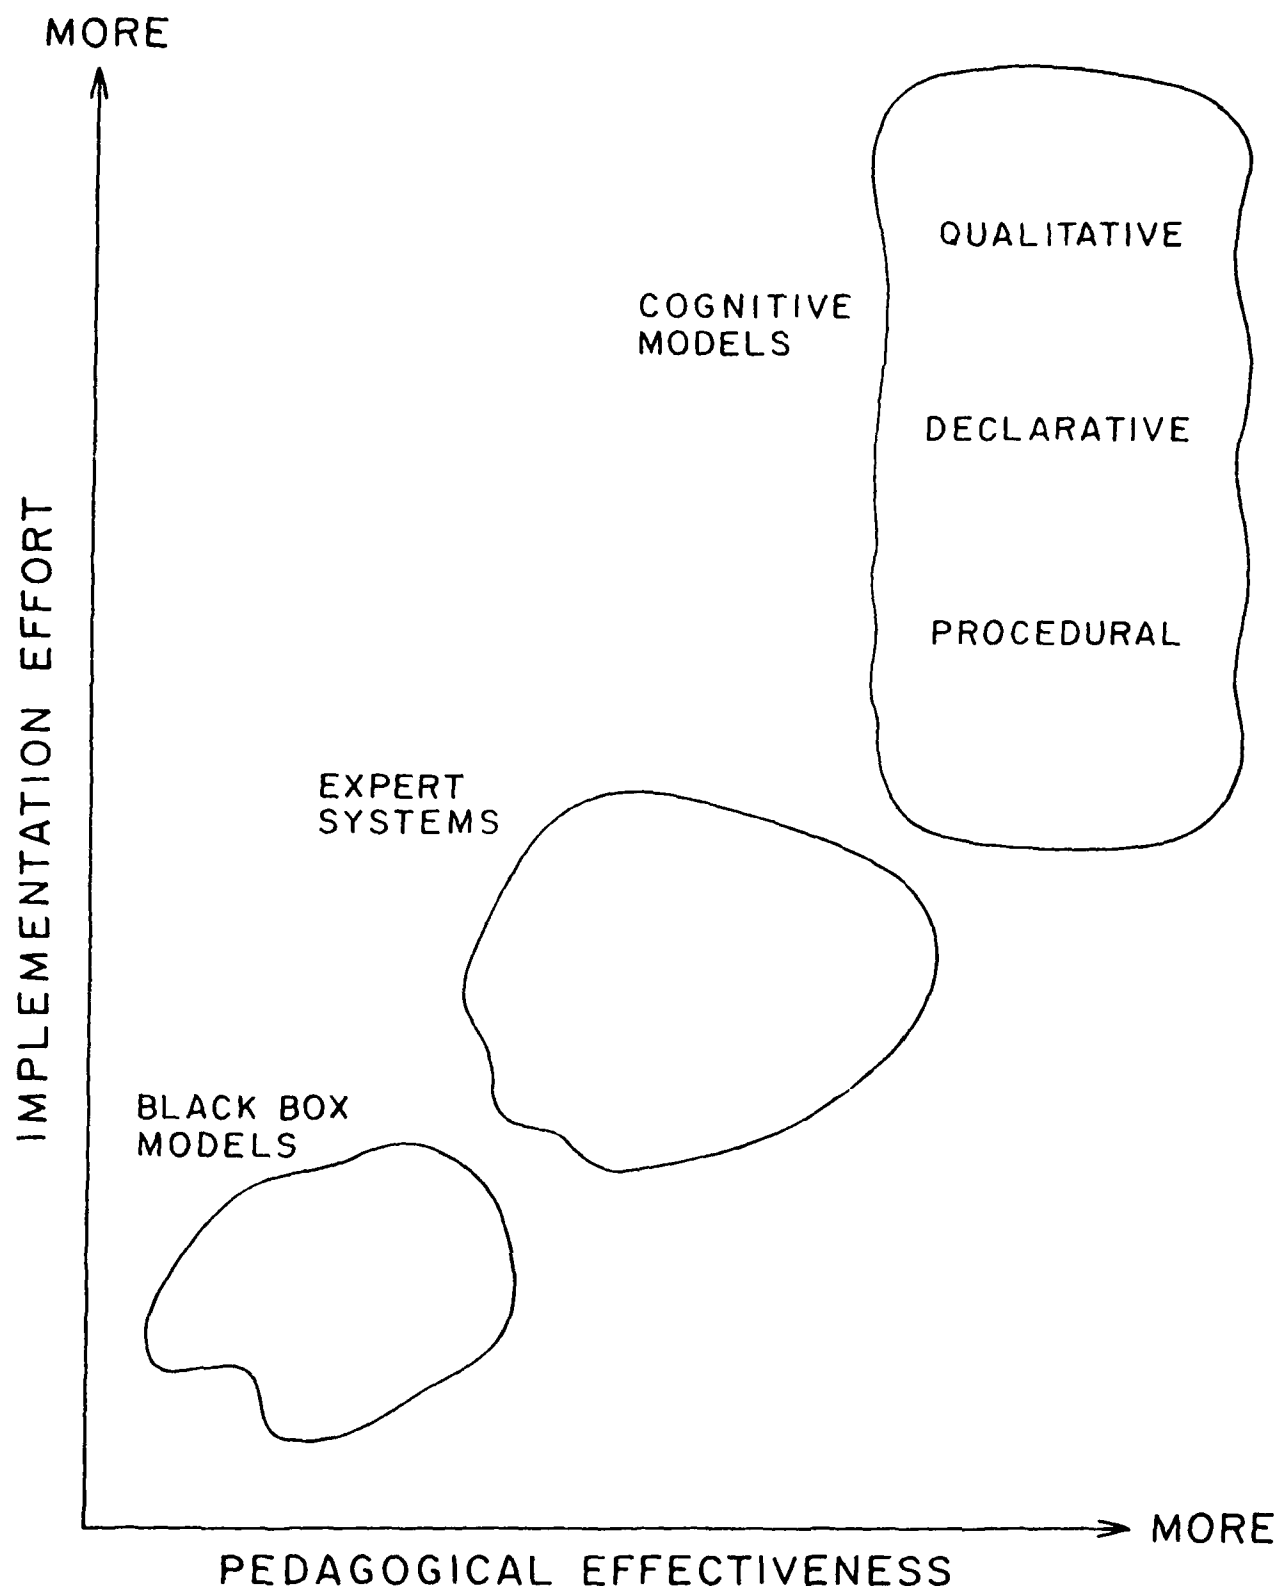 MORE
QUALITATIVE
COGNITIVE
MODELS
DECLARATIVE
PROCEDURAL
IMPLEMENTATION EFFORT
EXPERT
SYSTEMS
BLACK BOX
MODELS
MORE
PEDAGOGICAL EFFECTIVENESS